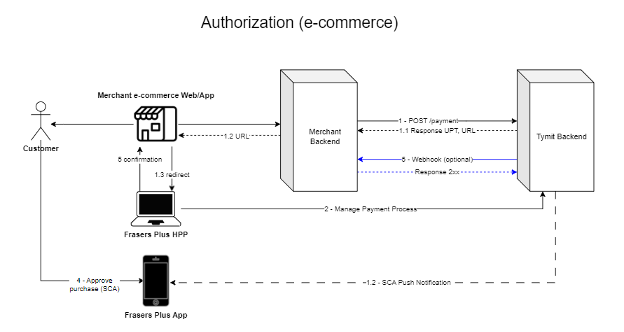 Authorization (e-commerce)
Merchant e-commerce Web/App
1 - POST /payment
1.1 Response UPT, URL
1.2 URL
Merchant
Backend
Tymit Backend
Customer
5 confirmation
5 - Webhook (optional)
1.3 redirect
Response 2xx
2 - Manage Payment Process
Frasers Plus HPP
4 - Approve
purchase (SCA)
1.2 - SCA Push Notification
Frasers Plus App